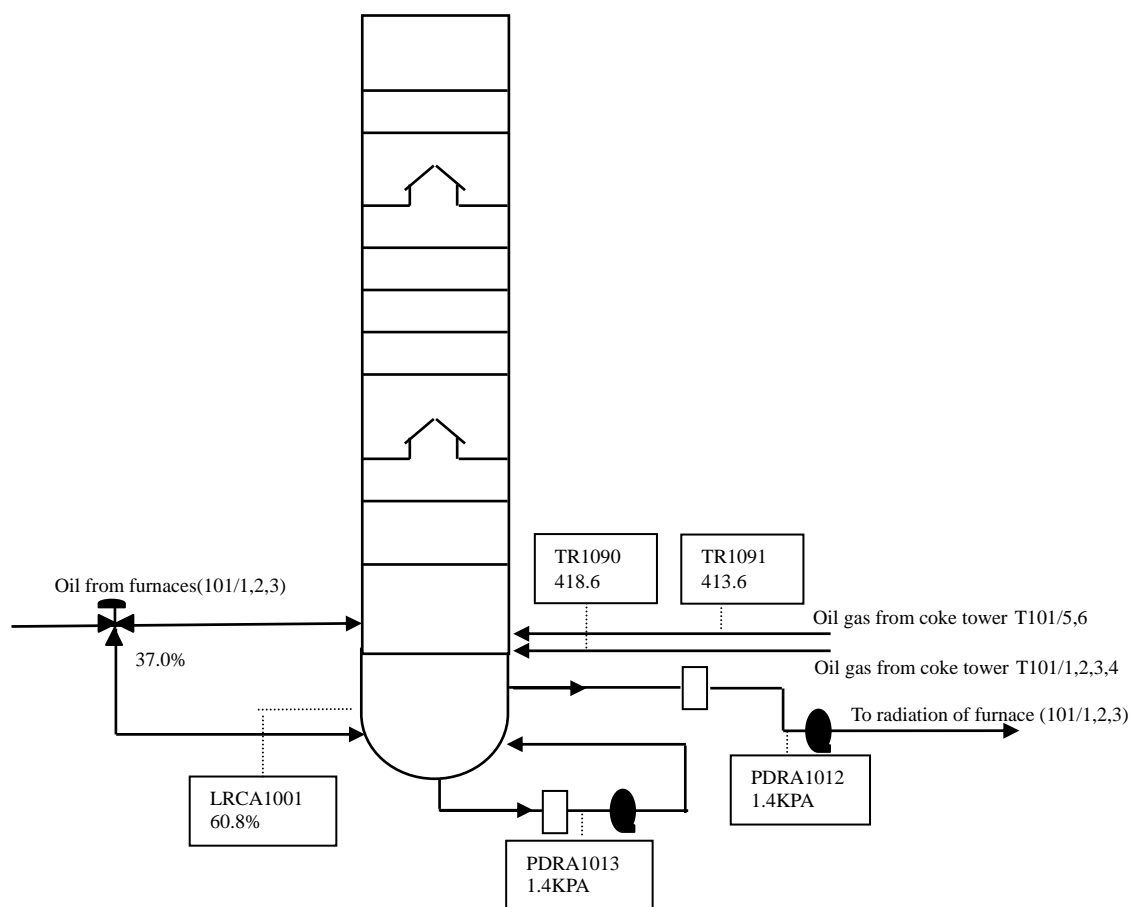 TR1090
418.6
TR1091
413.6
Oil from furnaces(101/1,2,3)
Oil gas from coke tower T101/5,6
37.0%
Oil gas from coke tower T101/1,2,3,4
To radiation of furnace (101/1,2,3)
LRCA1001
60.8%
PDRA1012
1.4KPA
PDRA1013
1.4KPA